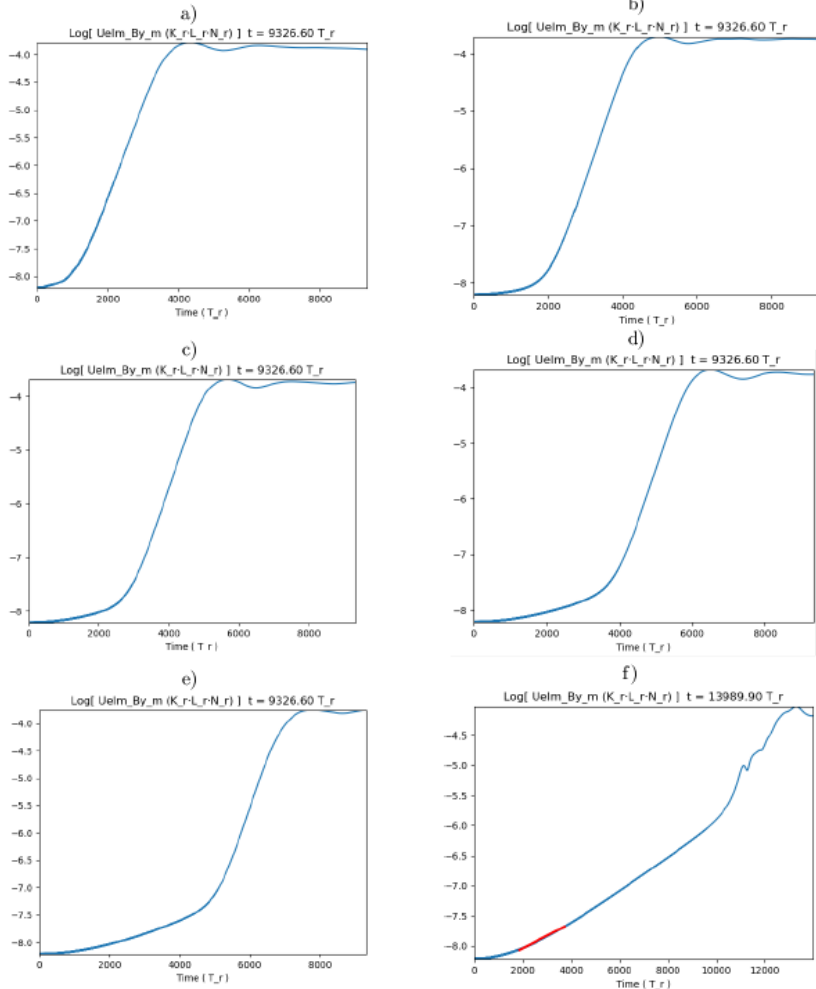 a)
Log[ Uelm_By_m (K_r·L_r·N_r) ] t = 9326.60 T_r
−4.0
−4.5
−5.0
−5.5
−6.0
−6.5
−7.0
−7.5
−8.0
0 2000 4000 6000 8000
Time ( T_r )
b)
Log[ Uelm_By_m (K_r·L_r·N_r) ] t = 9326.60 T_r
−4
−5
−6
−7
−8
0 2000 4000 6000 8000
Time ( T_r )
c)
Log[ Uelm_By_m (K_r·L_r·N_r) ] t = 9326.60 T_r
−4
−5
−6
−7
−8
0 2000 4000 6000 8000
Time ( T_r )
d)
Log[ Uelm_By_m (K_r·L_r·N_r) ] t = 9326.60 T_r
−4
−5
−6
−7
−8
0 2000 4000 6000 8000
Time ( T_r )
e)
Log[ Uelm_By_m (K_r·L_r·N_r) ] t = 9326.60 T_r
−4.0
−4.5
−5.0
−5.5
−6.0
−6.5
−7.0
−7.5
−8.0
0 2000 4000 6000 8000
Time ( T_r )
f)
Log[ Uelm_By_m (K_r·L_r·N_r) ] t = 13989.90 T_r
−4.5
−5.0
−5.5
−6.0
−6.5
−7.0
−7.5
−8.0
0 2000 4000 6000 8000 10000 12000
Time ( T_r )